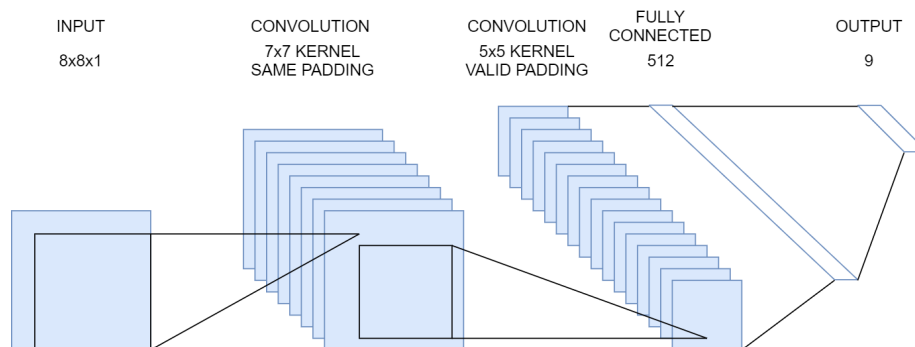 INPUT
8x8x1
CONVOLUTION
7x7 KERNEL
SAME PADDING
CONVOLUTION
5x5 KERNEL
VALID PADDING
FULLY
CONNECTED
512
OUTPUT
9